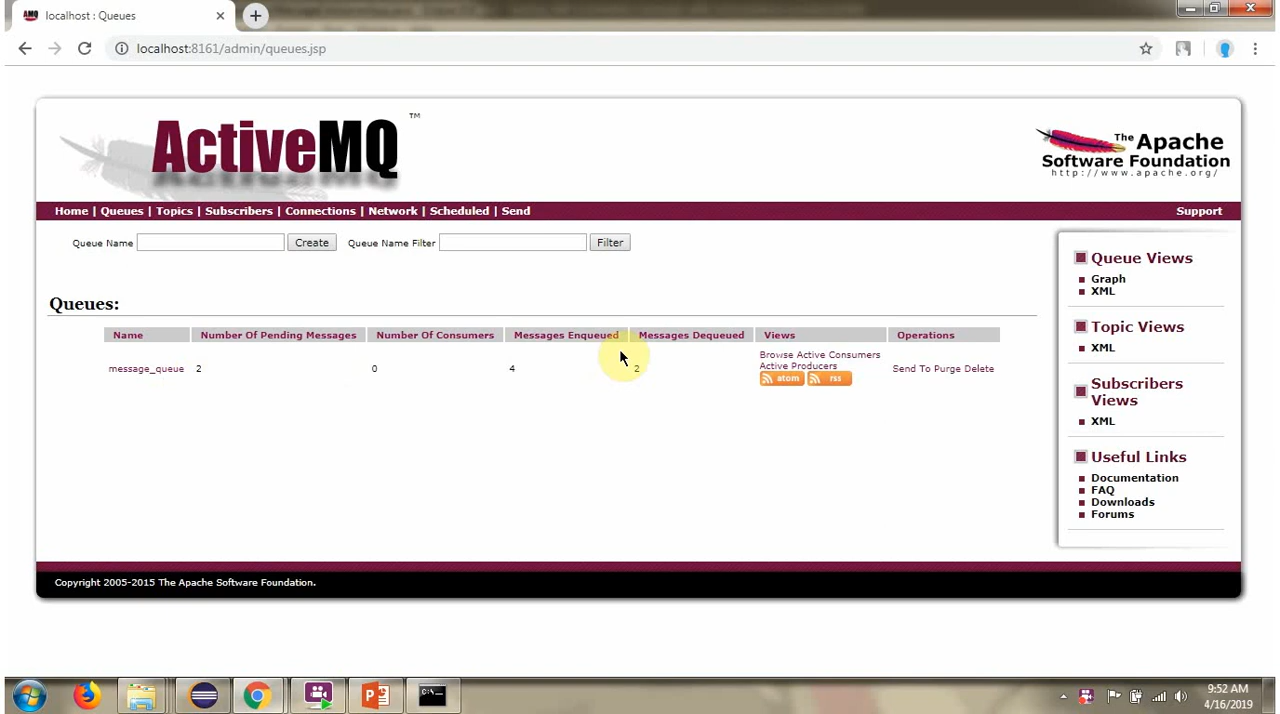 localhost : Queues
localhost:8161/admin/queues.jsp
ActiveMQ ™
The Apache
Software Foundation
http://www.apache.org/
Home | Queues | Topics | Subscribers | Connections | Network | Scheduled | Send
Support
Queue Name Create Queue Name Filter Filter
Queue Views
Graph
XML
Topic Views
XML
Subscribers
Views
XML
Useful Links
Documentation
FAQ
Downloads
Forums
Queues:
Name Number Of Pending Messages Number Of Consumers Messages Enqueued Messages Dequeued Views Operations
message_queue 2 0 4 2 Browse Active Consumers
Active Producers
atom rss
Send To Purge Delete
Copyright 2005-2015 The Apache Software Foundation.
9:52 AM
4/16/2019